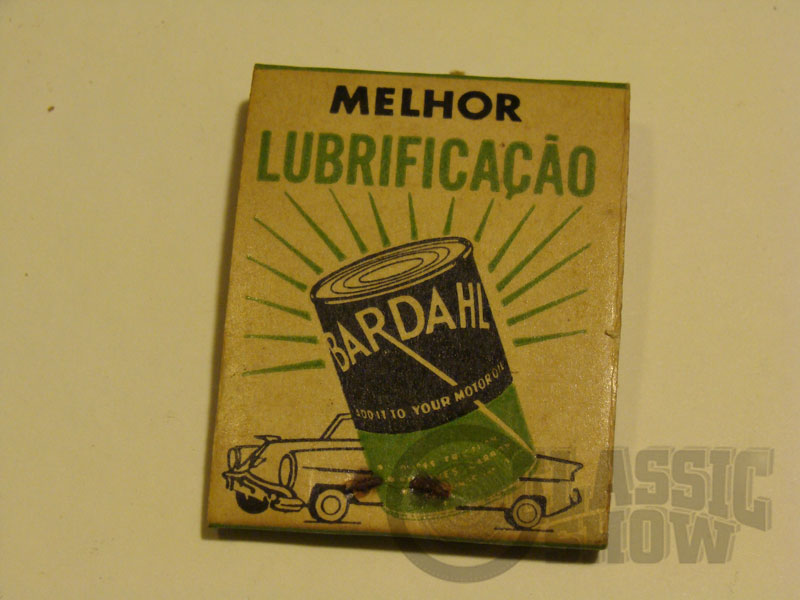 MELHOR
LUBRIFICAÇÃO
BARDAHL
ADD IT TO YOUR MOTOR OIL
CLASSIC
SHOW